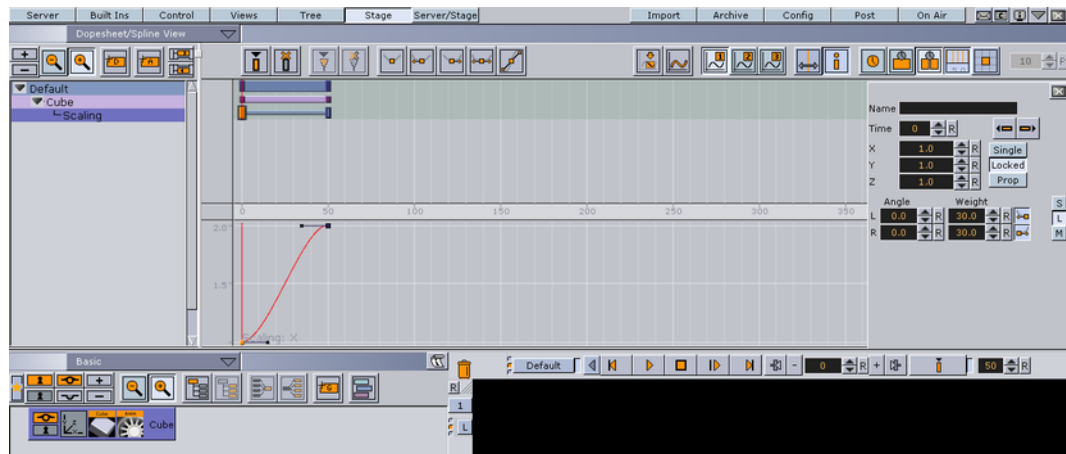 Server Built Ins Control Views Tree Stage Server/Stage Import Archive Config Post On Air
Dopesheet/Spline View
10
Default
Cube
Scaling
Name
Time 0 R
X 1.0 R Single
Y 1.0 R Locked
Z 1.0 R Prop
Angle Weight S
L 0.0 R 30.0 R L
R 0.0 R 30.0 R M
0 50 100 150 200 250 300 350
2.0
1.5
Scaling: X
Basic
Default 0 R 50 R
R
1
L
Cube Cube